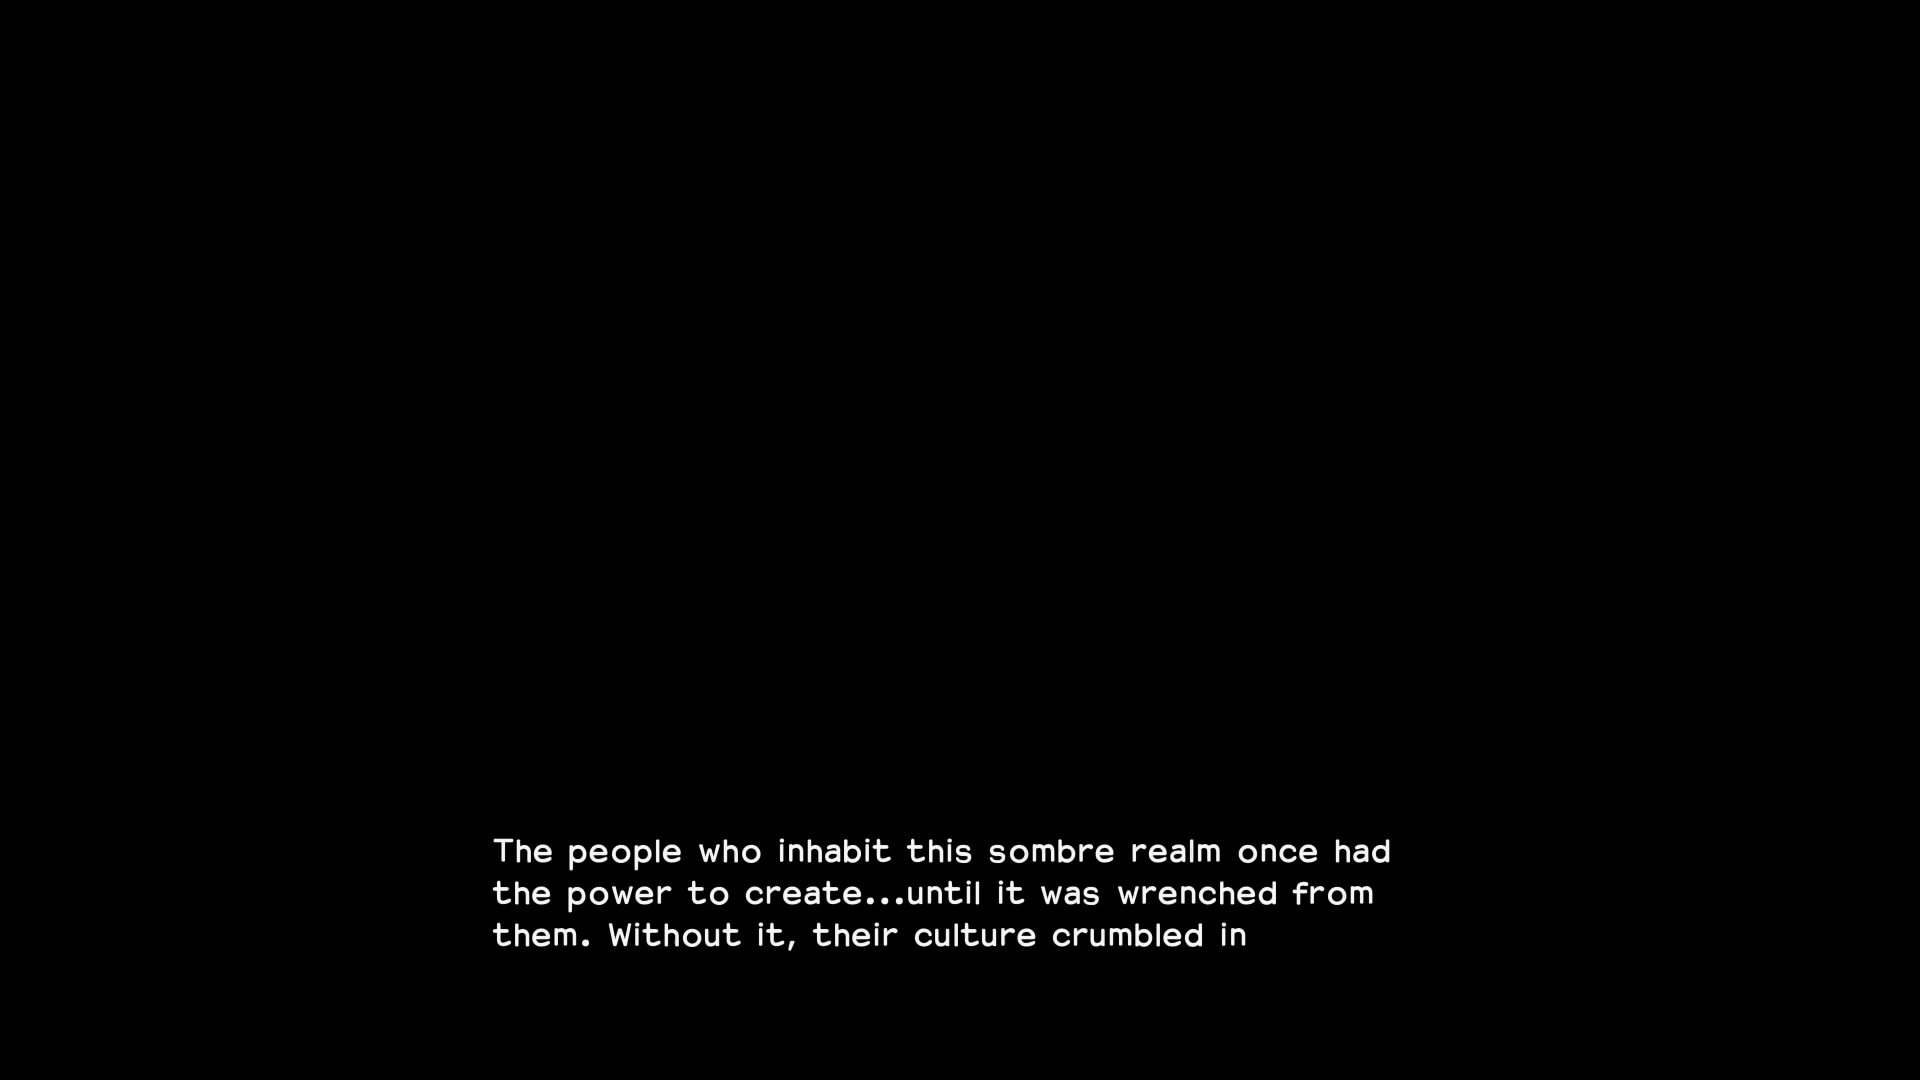 The people who inhabit this sombre realm once had
the power to create...until it was wrenched from
them. Without it, their culture crumbled in